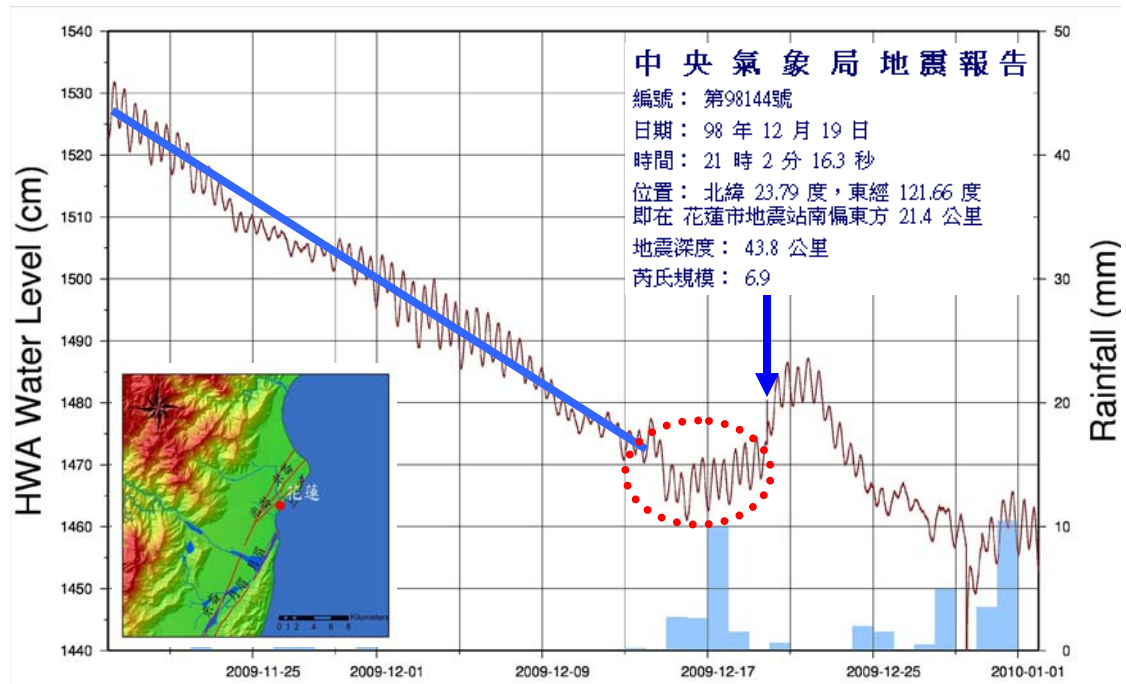 中央氣象局地震報告
編號： 第98144號
日期： 98 年 12 月 19 日
時間： 21 時 2 分 16.3 秒
位置： 北緯 23.79 度，東經 121.66 度
即在 花蓮市地震站南偏東方 21.4 公里
地震深度： 43.8 公里
芮氏規模： 6.9
HWA Water Level (cm)
1540
1530
1520
1510
1500
1490
1480
1470
1460
1450
1440
Rainfall (mm)
50
40
30
20
10
0
花蓮
Kilometers
0 1 2 4 6 8
2009-11-25
2009-12-01
2009-12-09
2009-12-17
2009-12-25
2010-01-01